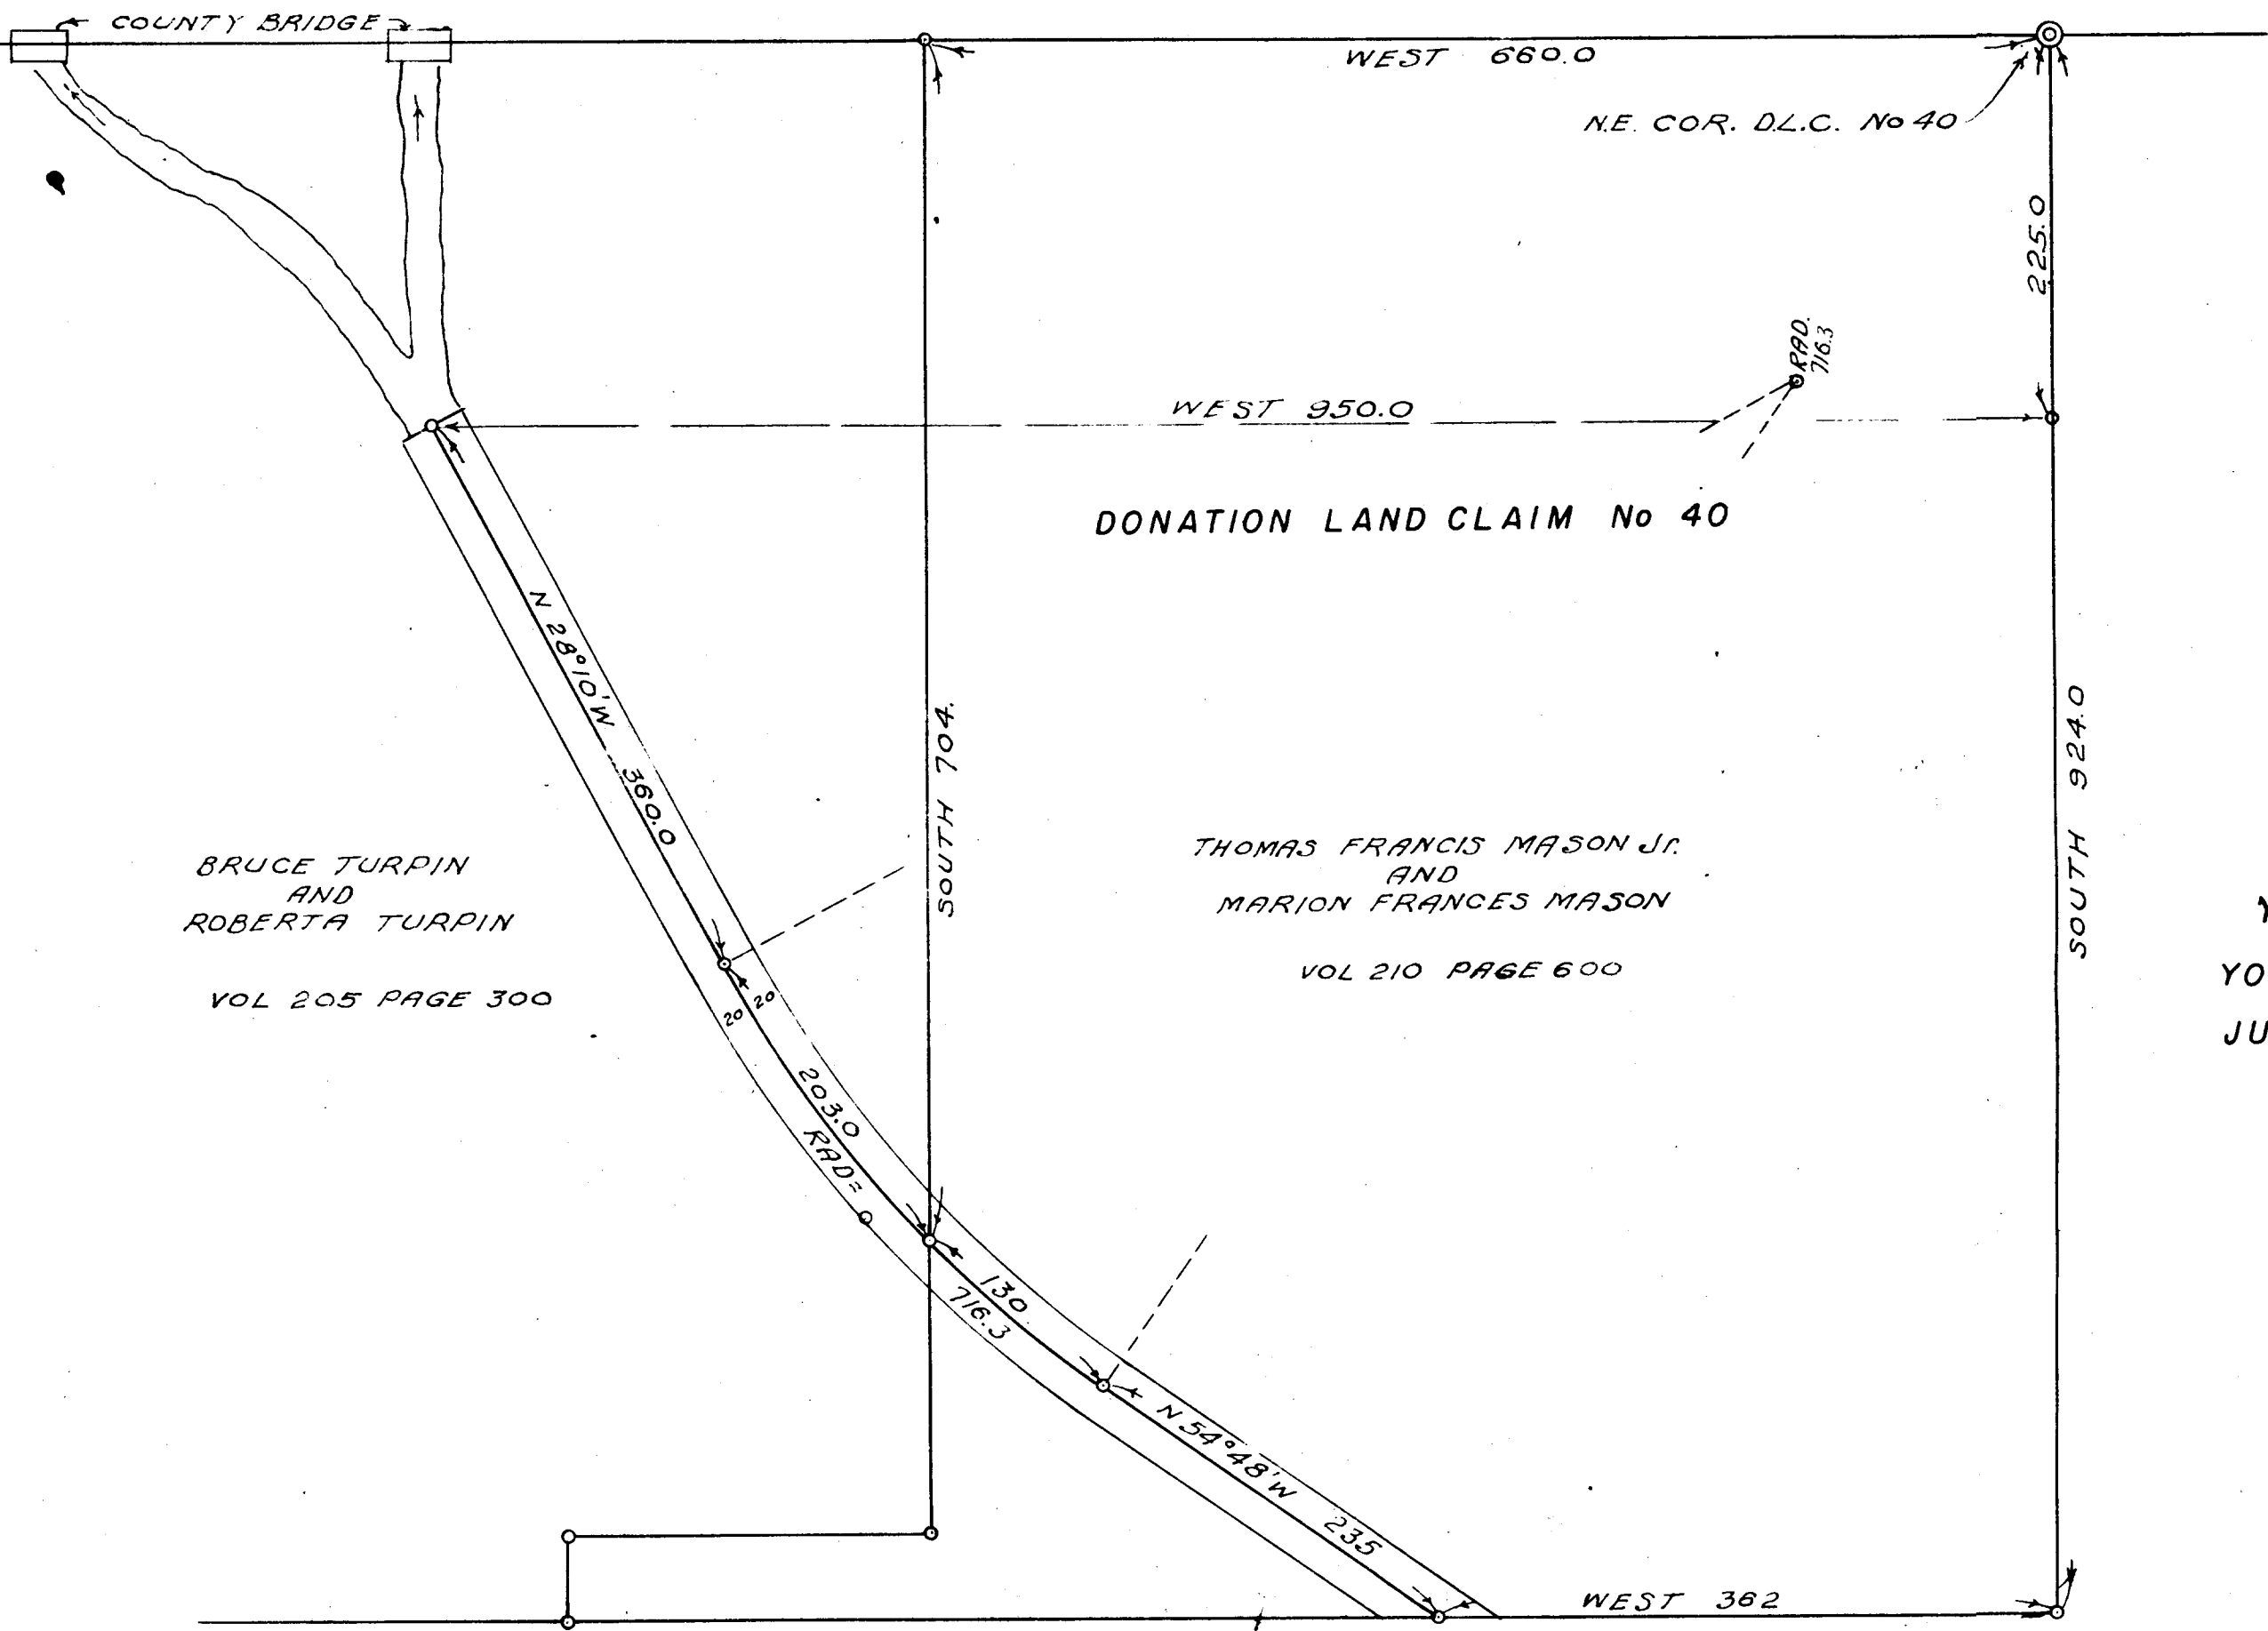 COUNTY BRIDGE
WEST 660.0
N.E. COR. D.L.C. No 40
225.0
RAD.
716.3
WEST 950.0
DONATION LAND CLAIM No 40
N 28°10'W 360.0
SOUTH 704.
SOUTH 924.0
BRUCE TURPIN
AND
ROBERTA TURPIN
VOL 205 PAGE 300
THOMAS FRANCIS MASON Jr.
AND
MARION FRANCES MASON
VOL 210 PAGE 600
Y
YO
JU
20 20
203.0
RAD=
130
716.3
N 54°48'W 235
WEST 362